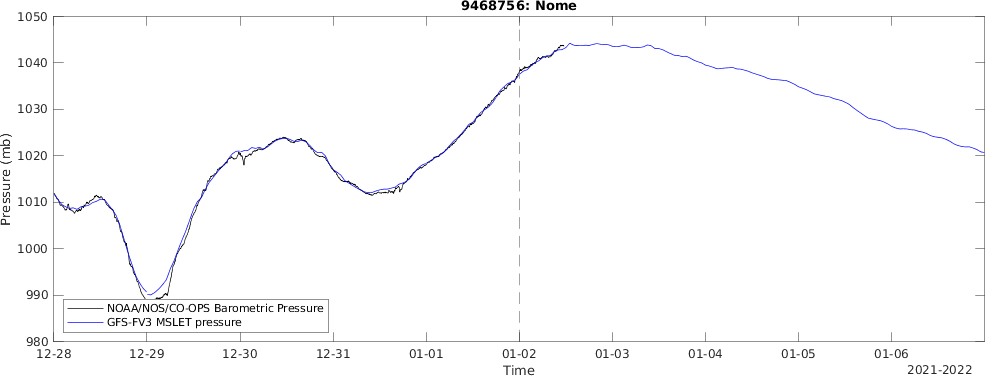 9468756: Nome
1050
1040
1030
1020
1010
1000
990
980
Pressure (mb)
NOAA/NOS/CO-OPS Barometric Pressure
GFS-FV3 MSLET pressure
12-28 12-29 12-30 12-31 01-01 01-02 01-03 01-04 01-05 01-06
Time
2021-2022